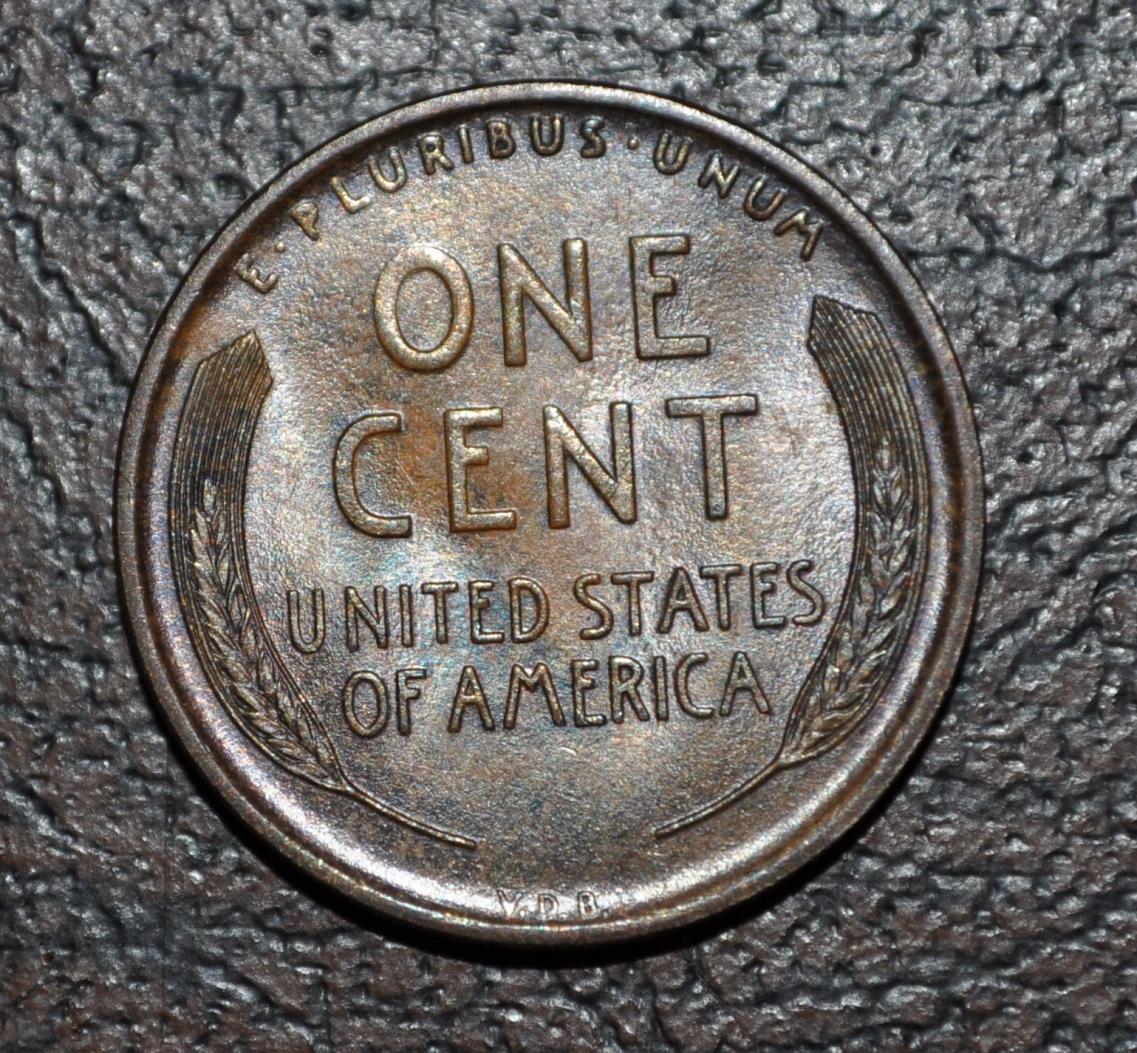 E·PLURIBUS·UNUM
ONE
CENT
UNITED STATES
OF AMERICA
V.D.B.